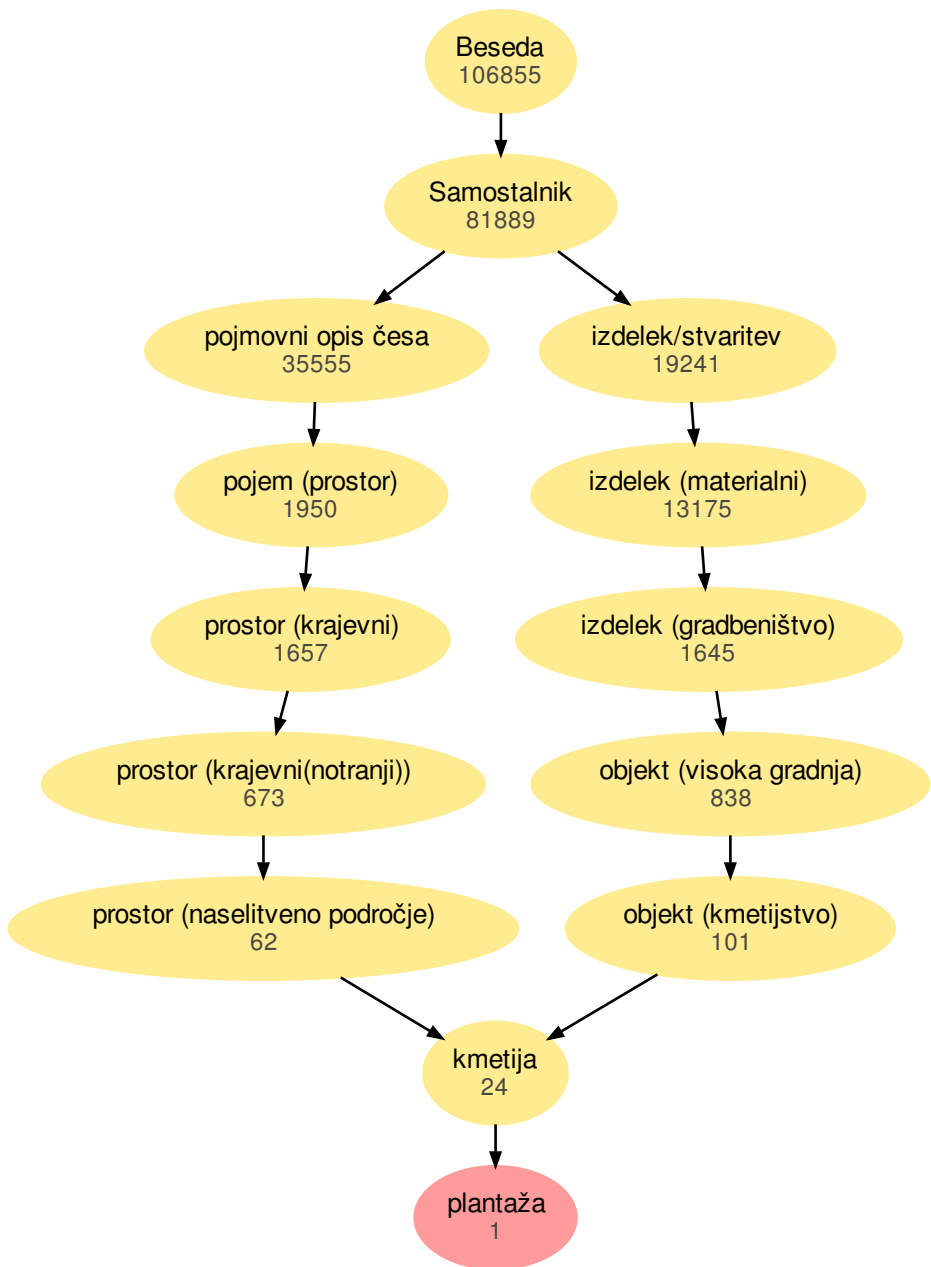 Beseda
106855
Samostalnik
81889
pojmovni opis česa
35555
izdelek/stvaritev
19241
pojem (prostor)
1950
izdelek (materialni)
13175
prostor (krajevni)
1657
izdelek (gradbeništvo)
1645
prostor (krajevni(notranji))
673
objekt (visoka gradnja)
838
prostor (naselitveno področje)
62
objekt (kmetijstvo)
101
kmetija
24
plantaža
1